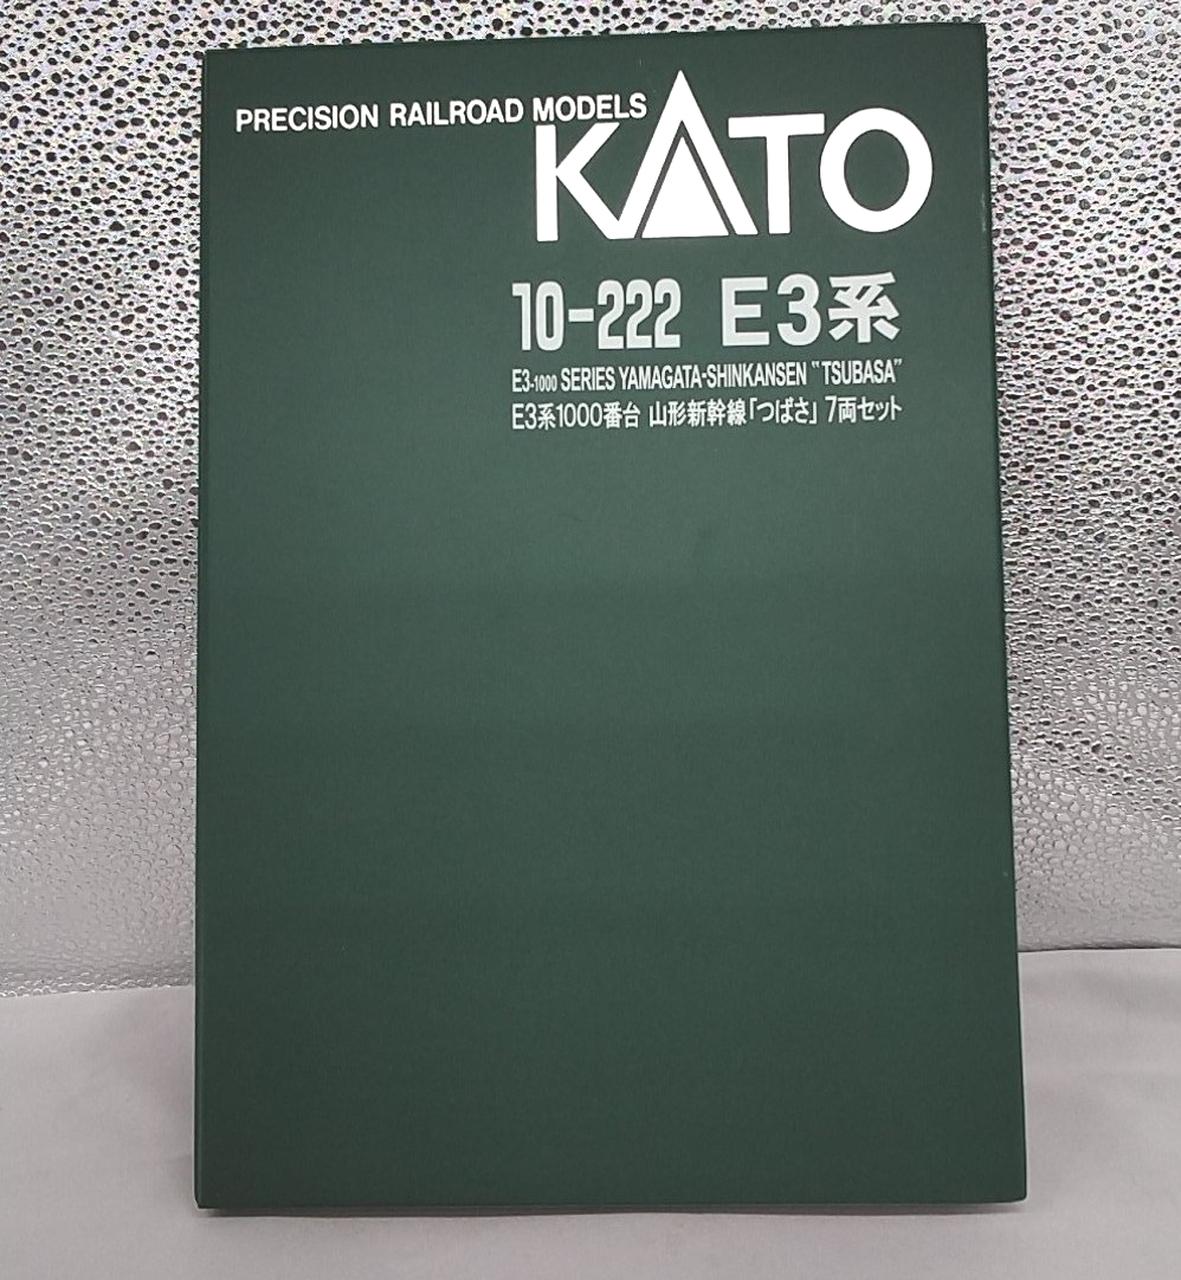 PRECISION RAILROAD MODELS
KATO
10-222 E3系
E3-1000 SERIES YAMAGATA-SHINKANSEN "TSUBASA"
E3系1000番台 山形新幹線「つばさ」7両セット